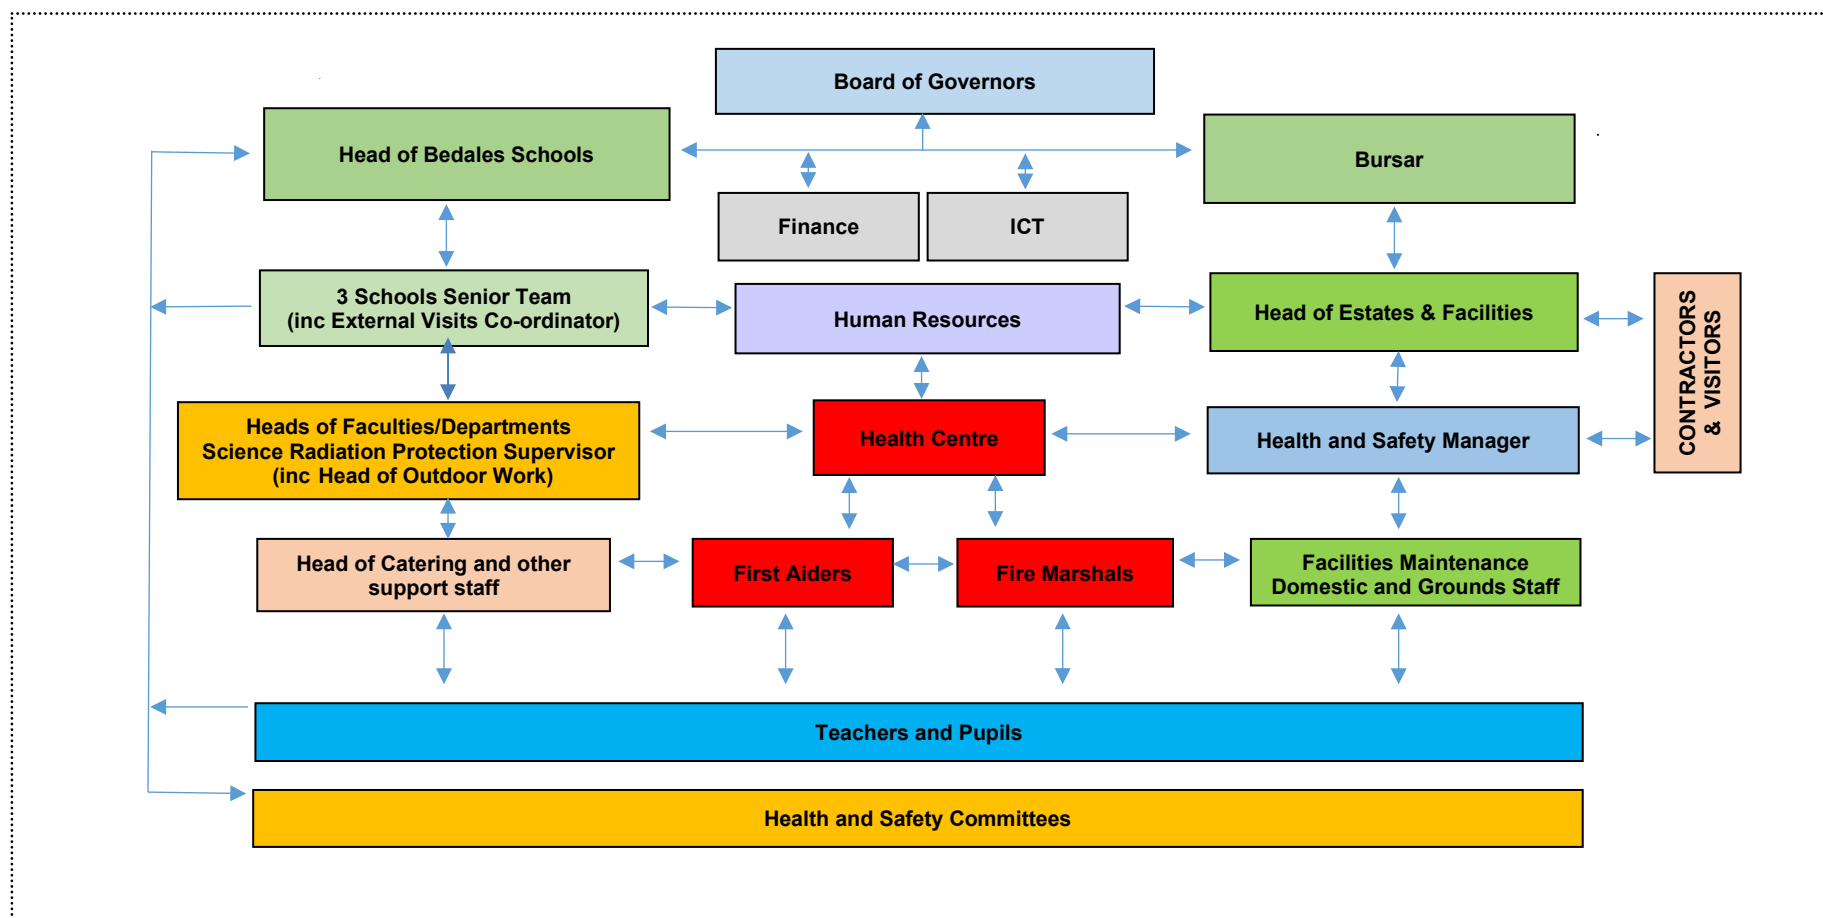 Board of Governors
Head of Bedales Schools
Bursar
Finance
ICT
3 Schools Senior Team
(inc External Visits Co-ordinator)
Human Resources
Head of Estates & Facilities
CONTRACTORS
& VISITORS
Heads of Faculties/Departments
Science Radiation Protection Supervisor
(inc Head of Outdoor Work)
Health Centre
Health and Safety Manager
Head of Catering and other
support staff
First Aiders
Fire Marshals
Facilities Maintenance
Domestic and Grounds Staff
Teachers and Pupils
Health and Safety Committees